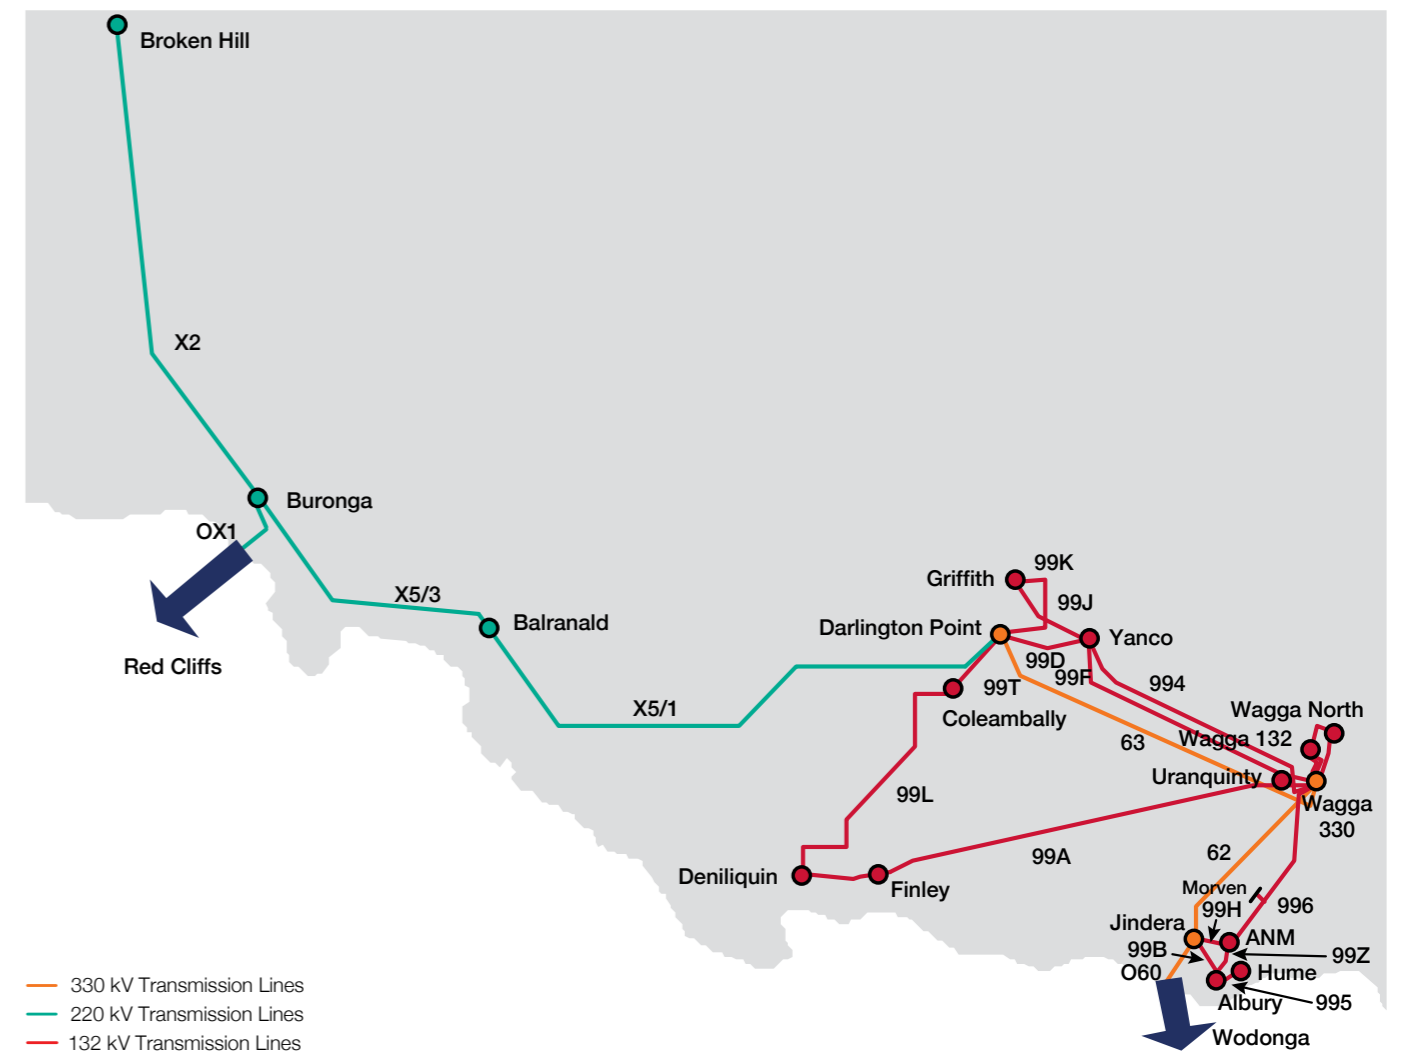 Broken Hill
X2
Buronga
OX1
Red Cliffs
X5/3
Balranald
X5/1
Griffith
99K
99J
Darlington Point
Yanco
99D
99F
99T
994
Coleambally
Wagga North
63
Wagga 132
Uranquinty
Wagga
330
99L
99A
62
Deniliquin
Finley
Morven
99H
996
Jindera
ANM
99B
99Z
O60
Hume
Albury
995
Wodonga
330 kV Transmission Lines
220 kV Transmission Lines
132 kV Transmission Lines